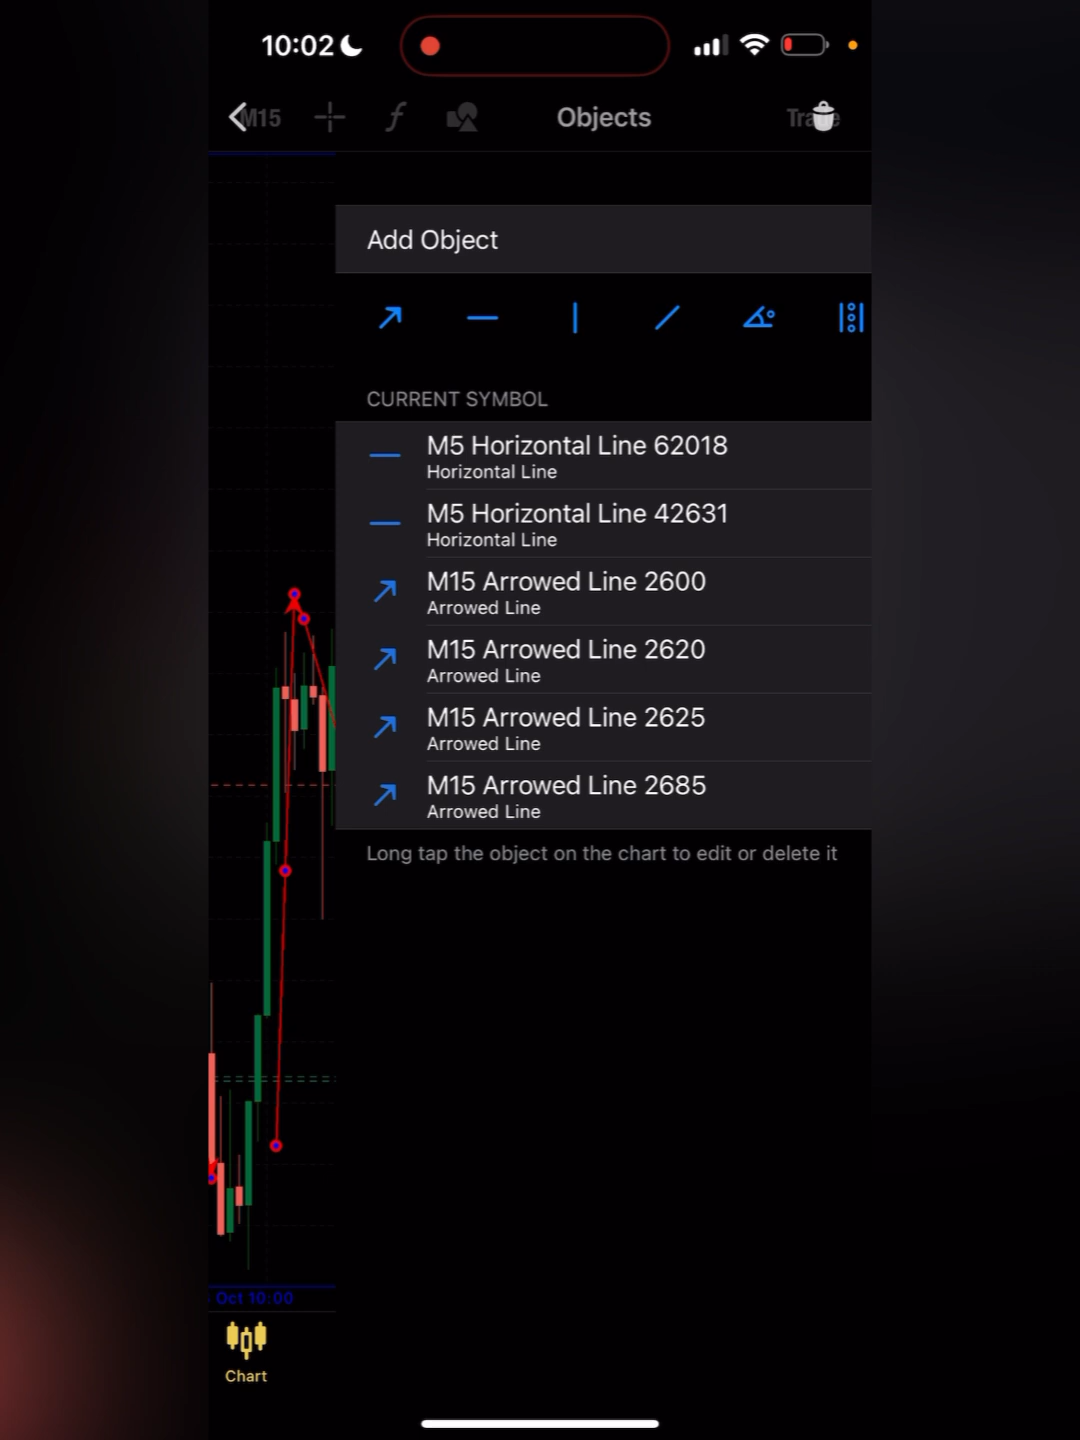 10:02
M15
f
Objects
Trade
Add Object
CURRENT SYMBOL
M5 Horizontal Line 62018
Horizontal Line
M5 Horizontal Line 42631
Horizontal Line
M15 Arrowed Line 2600
Arrowed Line
M15 Arrowed Line 2620
Arrowed Line
M15 Arrowed Line 2625
Arrowed Line
M15 Arrowed Line 2685
Arrowed Line
Long tap the object on the chart to edit or delete it
Oct 10:00
Chart